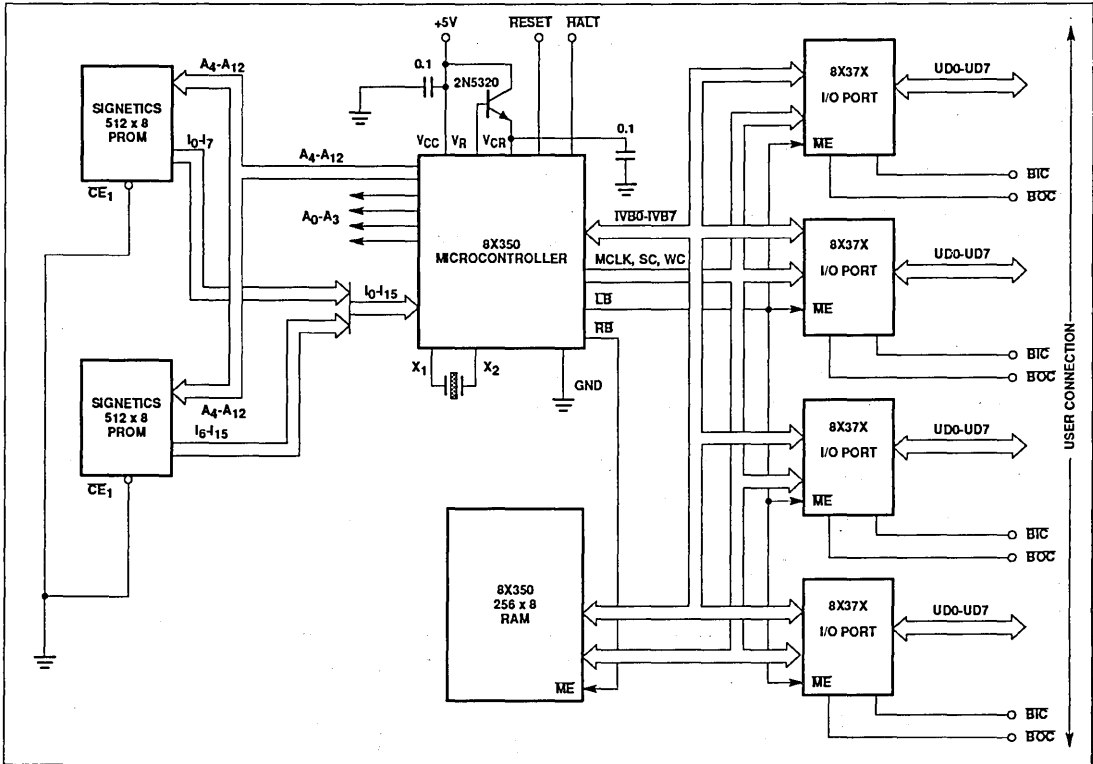 +5V
RESET
HALT
0.1
2N5320
VCC
VR
VCR
0.1
A4-A12
SIGNETICS
512 x 8
PROM
I0-I7
CE1
A4-A12
A0-A3
8X350
MICROCONTROLLER
I0-I15
X1
X2
GND
IVB0-IVB7
MCLK, SC, WC
LB
RB
SIGNETICS
512 x 8
PROM
A4-A12
I6-I15
CE1
8X350
256 x 8
RAM
ME
8X37X
I/O PORT
ME
UD0-UD7
BIC
BOC
8X37X
I/O PORT
ME
UD0-UD7
BIC
BOC
8X37X
I/O PORT
ME
UD0-UD7
BIC
BOC
8X37X
I/O PORT
ME
UD0-UD7
BIC
BOC
USER CONNECTION